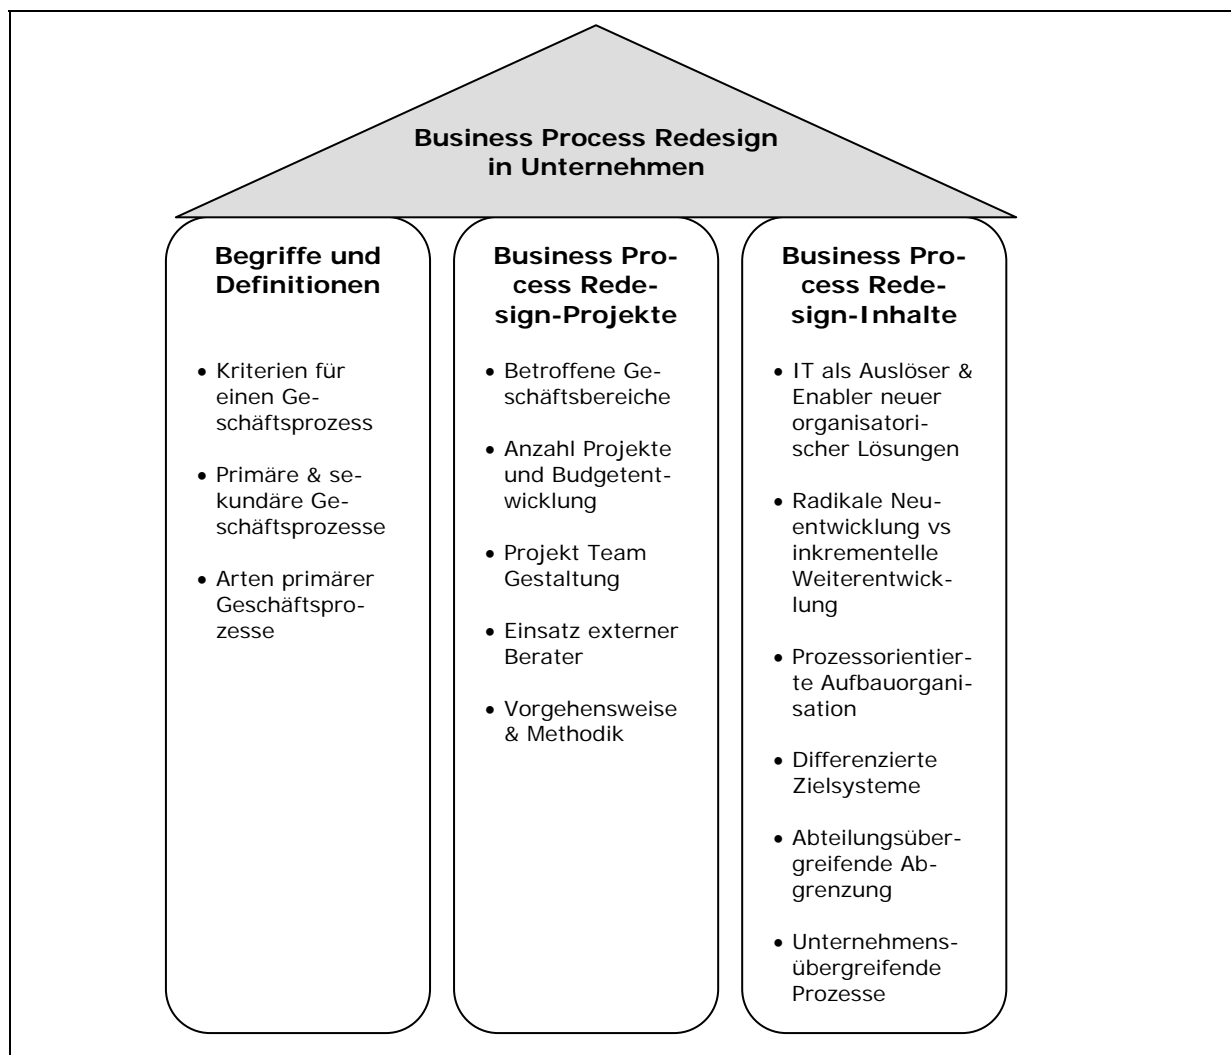 Business Process Redesign
in Unternehmen
Begriffe und
Definitionen
• Kriterien für
einen Ge-
schäftsprozess
• Primäre & se-
kundäre Ge-
schäftsprozesse
• Arten primärer
Geschäftspro-
zesse
Business Pro-
cess Rede-
sign-Projekte
• Betroffene Ge-
schäftsbereiche
• Anzahl Projekte
und Budgetent-
wicklung
• Projekt Team
Gestaltung
• Einsatz externer
Berater
• Vorgehensweise
& Methodik
Business Pro-
cess Rede-
sign-Inhalte
• IT als Auslöser &
Enabler neuer
organisatori-
scher Lösungen
• Radikale Neu-
entwicklung vs
inkrementelle
Weiterentwick-
lung
• Prozessorientier-
te Aufbauorgani-
sation
• Differenzierte
Zielsysteme
• Abteilungsüber-
greifende Ab-
grenzung
• Unternehmens-
übergreifende
Prozesse